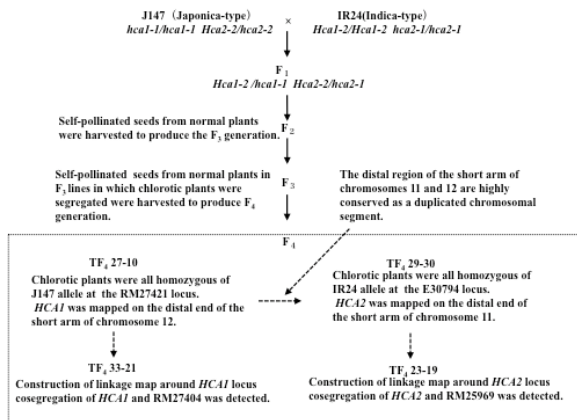 J147 (Japonica-type)
×
IR24(Indica-type)
hca1-1/hca1-1 Hca2-2/hca2-2
Hca1-2/Hca1-2 hca2-1/hca2-1
F1
Hca1-2 /hca1-1 Hca2-2/hca2-1
Self-pollinated seeds from normal plants
were harvested to produce the F3 generation.
F2
Self-pollinated seeds from normal plants in
F3 lines in which chlorotic plants were
segregated were harvested to produce F4
generation.
F3
The distal region of the short arm of
chromosomes 11 and 12 are highly
conserved as a duplicated chromosomal
segment.
F4
TF4 27-10
Chlorotic plants were all homozygous of
J147 allele at the RM27421 locus.
HCA1 was mapped on the distal end of the
short arm of chromosome 12.
TF4 29-30
Chlorotic plants were all homozygous of
IR24 allele at the E30794 locus.
HCA2 was mapped on the distal end of
the short arm of chromosome 11.
TF4 33-21
Construction of linkage map around HCA1 locus
cosegregation of HCA1 and RM27404 was detected.
TF4 23-19
Construction of linkage map around HCA2 locus
cosegregation of HCA2 and RM25969 was detected.